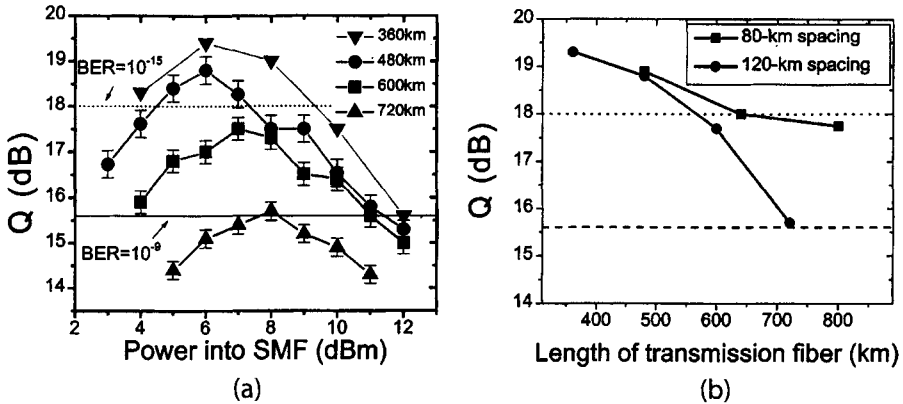 (a)
20
19
18
17
16
15
14
Q (dB)
BER=10⁻¹⁵
BER=10⁻⁹
360km
480km
600km
720km
2 4 6 8 10 12
Power into SMF (dBm)
(a)
20
19
18
17
16
15
14
13
Q (dB)
80-km spacing
120-km spacing
400 500 600 700 800
Length of transmission fiber (km)
(b)